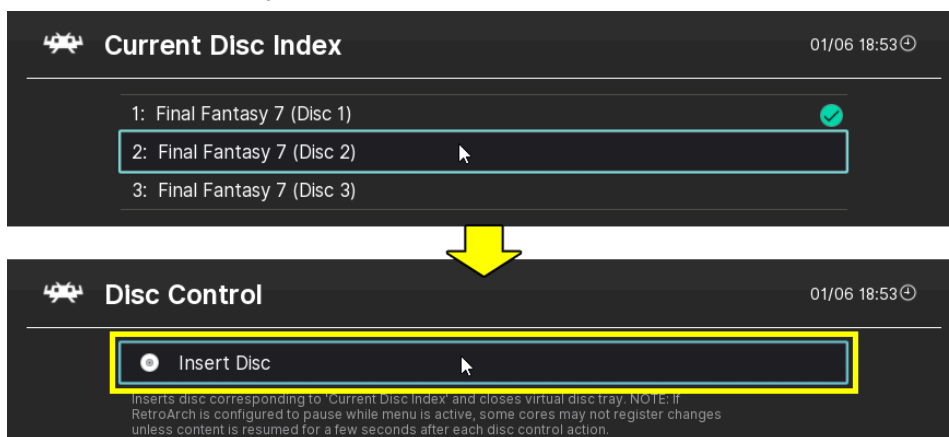 Current Disc Index
01/06 18:53
1: Final Fantasy 7 (Disc 1)
2: Final Fantasy 7 (Disc 2)
3: Final Fantasy 7 (Disc 3)
Disc Control
01/06 18:53
Insert Disc
Inserts disc corresponding to 'Current Disc Index' and closes virtual disc tray. NOTE: If
RetroArch is configured to pause while menu is active, some cores may not register changes
unless content is resumed for a few seconds after each disc control action.